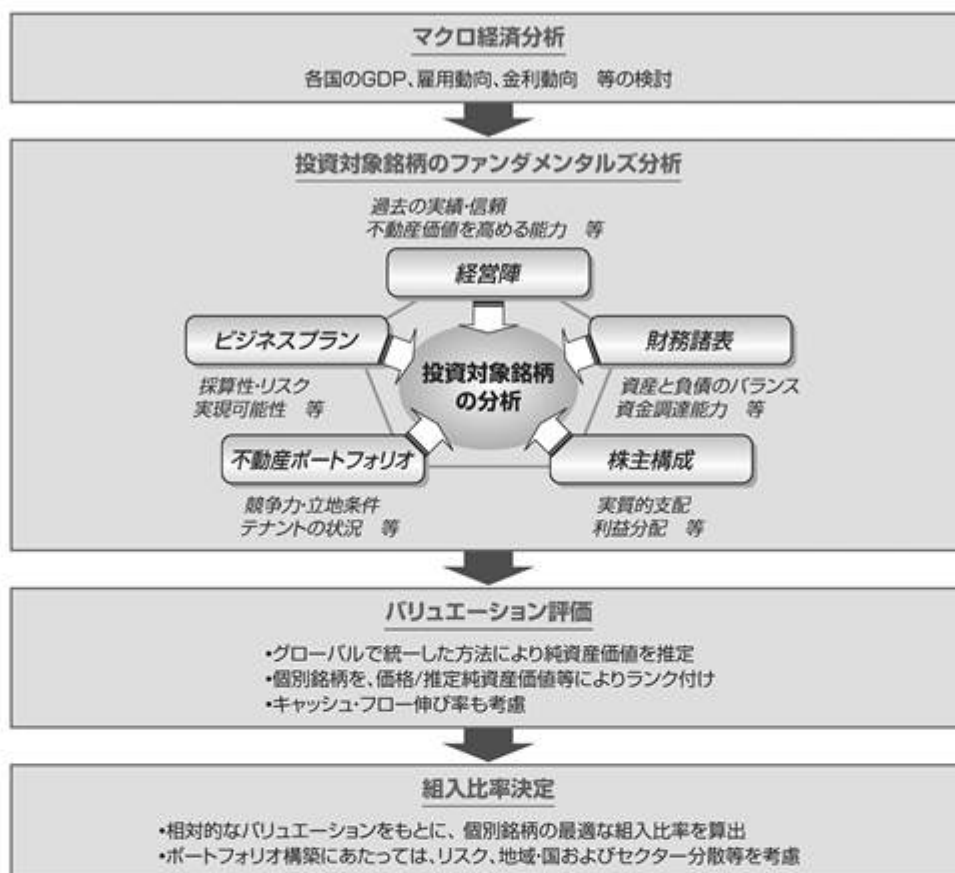 マクロ経済分析
各国のGDP、雇用動向、金利動向　等の検討
投資対象銘柄のファンダメンタルズ分析
過去の実績・信頼
不動産価値を高める能力　等
経営陣
ビジネスプラン
採算性・リスク
実現可能性　等
財務諸表
資産と負債のバランス
資金調達能力　等
投資対象銘柄
の分析
不動産ポートフォリオ
競争力・立地条件
テナントの状況　等
株主構成
実質的支配
利益分配　等
バリュエーション評価
•グローバルで統一した方法により純資産価値を推定
•個別銘柄を、価格/推定純資産価値等によりランク付け
•キャッシュ・フロー伸び率も考慮
組入比率決定
•相対的なバリュエーションをもとに、個別銘柄の最適な組入比率を算出
•ポートフォリオ構築にあたっては、リスク、地域・国およびセクター分散等を考慮